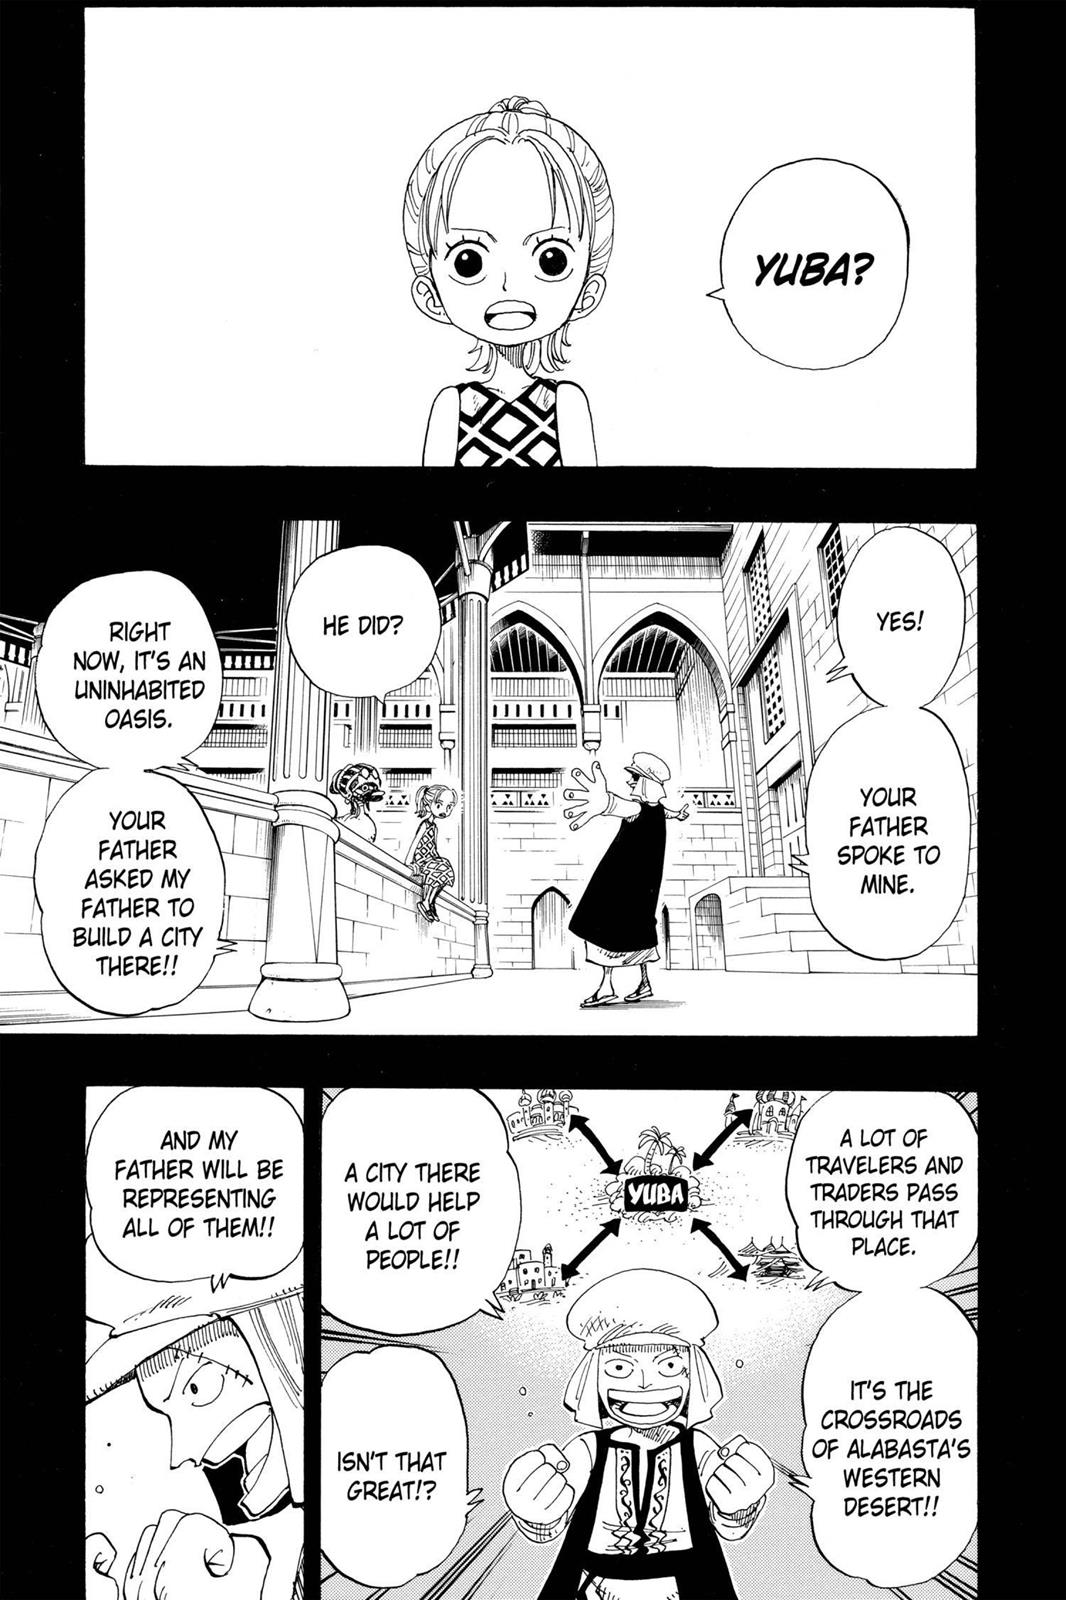 YUBA?
YES!
YOUR
FATHER
SPOKE TO
MINE.
HE DID?
RIGHT
NOW, IT'S AN
UNINHABITED
OASIS.
YOUR
FATHER
ASKED MY
FATHER TO
BUILD A CITY
THERE!!
A LOT OF
TRAVELERS AND
TRADERS PASS
THROUGH THAT
PLACE.
IT'S THE
CROSSROADS
OF ALABASTA'S
WESTERN
DESERT!!
YUBA
A CITY THERE
WOULD HELP
A LOT OF
PEOPLE!!
ISN'T THAT
GREAT!?
AND MY
FATHER WILL BE
REPRESENTING
ALL OF THEM!!